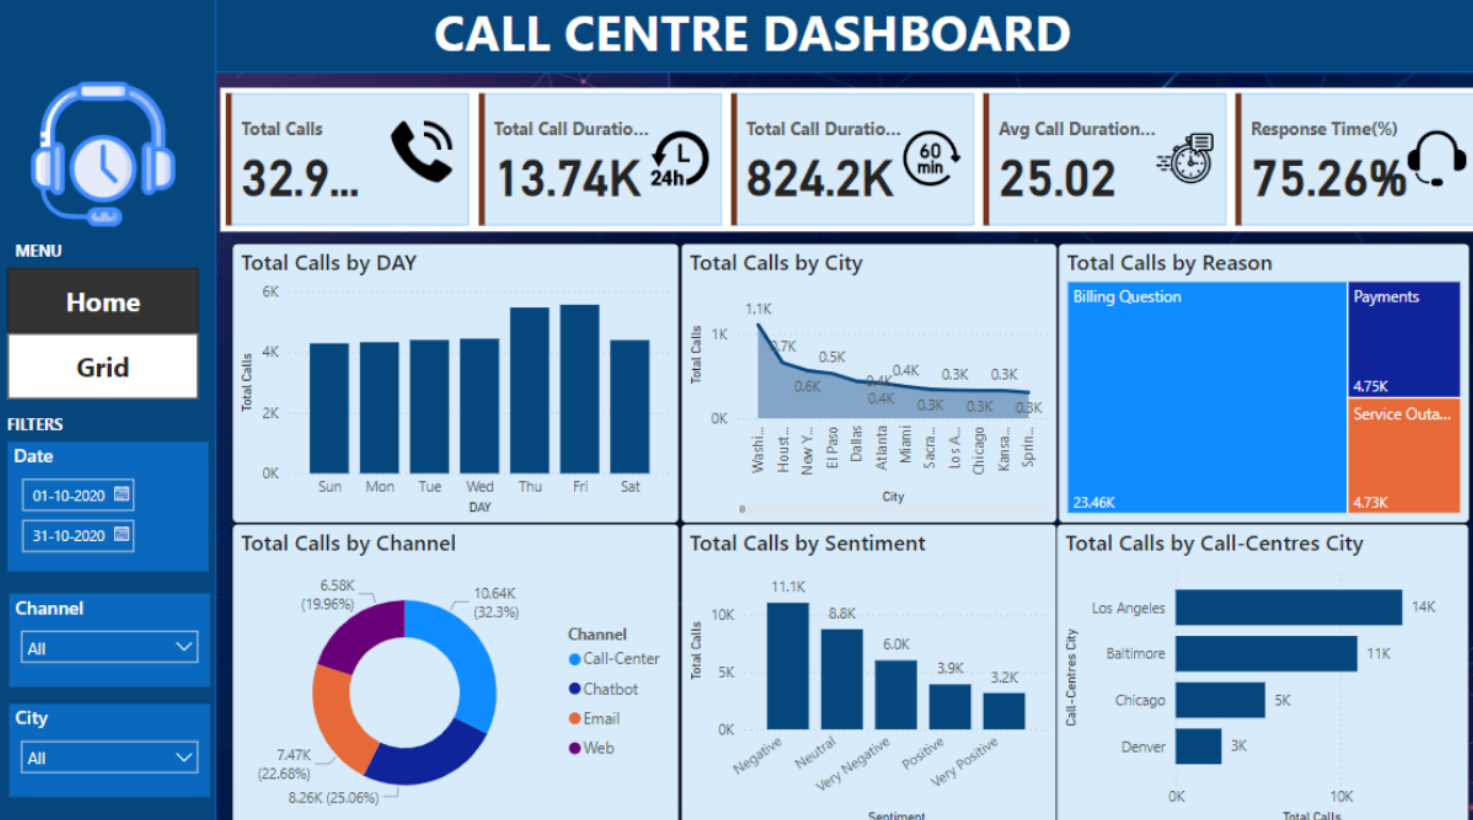 CALL CENTRE DASHBOARD
MENU
Home
Grid
FILTERS
Date
01-10-2020
31-10-2020
Channel
All
City
All
Total Calls
32.9...
Total Call Duratio...
13.74K
24h
Total Call Duratio...
824.2K
60
min
Avg Call Duration...
25.02
Response Time(%)
75.26%
Total Calls by DAY
Total Calls
6K
4K
2K
0K
Sun Mon Tue Wed Thu Fri Sat
DAY
Total Calls by City
Total Calls
1K
0K
1.1K
0.7K
0.6K
0.5K
0.4K
0.4K
0.4K
0.3K
0.3K
0.3K
0.3K
0.3K
Washi...
Houst...
New Y...
El Paso
Dallas
Atlanta
Miami
Sacra...
Los A...
Chicago
Kansa...
Sprin...
City
Total Calls by Reason
Billing Question
23.46K
Payments
4.75K
Service Outa...
4.73K
Total Calls by Channel
6.58K
(19.96%)
10.64K
(32.3%)
7.47K
(22.68%)
8.26K (25.06%)
Channel
Call-Center
Chatbot
Email
Web
Total Calls by Sentiment
Total Calls
10K
5K
0K
11.1K
8.8K
6.0K
3.9K
3.2K
Negative
Neutral
Very Negative
Positive
Very Positive
Sentiment
Total Calls by Call-Centres City
Call-Centres City
Los Angeles 14K
Baltimore 11K
Chicago 5K
Denver 3K
0K 10K
Total Calls